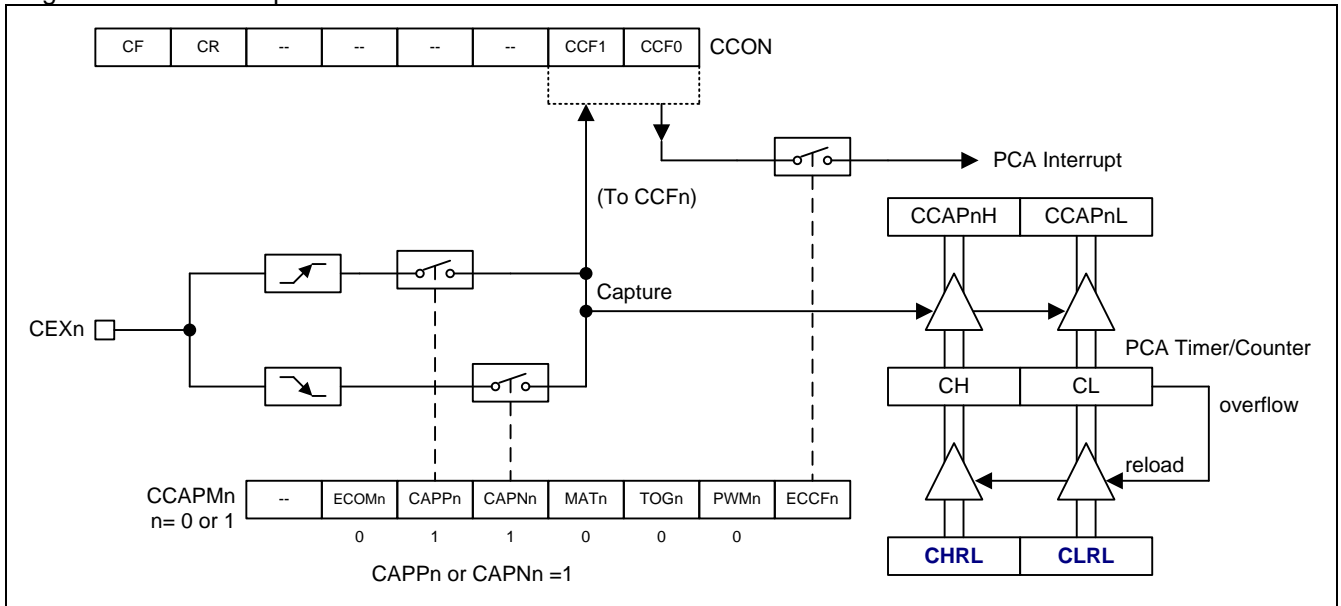 CF CR -- -- -- -- CCF1 CCF0 CCON
PCA Interrupt
(To CCFn)
CCAPnH CCAPnL
Capture
CEXn
PCA Timer/Counter
CH CL
overflow
reload
CCAPMn
n= 0 or 1
-- ECOMn CAPPn CAPNn MATn TOGn PWMn ECCFn
0 1 1 0 0 0
CHRL CLRL
CAPPn or CAPNn =1